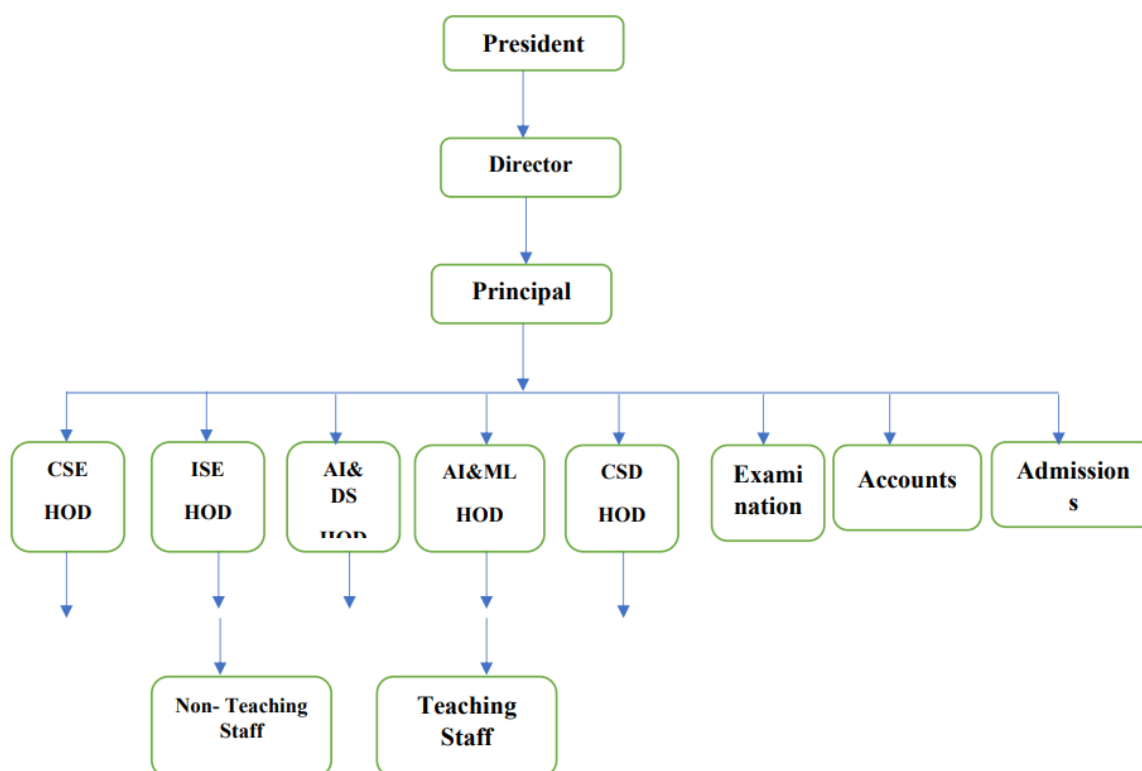 President
Director
Principal
CSE
HOD
ISE
HOD
AI&
DS
HOD
AI&ML
HOD
CSD
HOD
Exami
nation
Accounts
Admission
s
Non- Teaching
Staff
Teaching
Staff